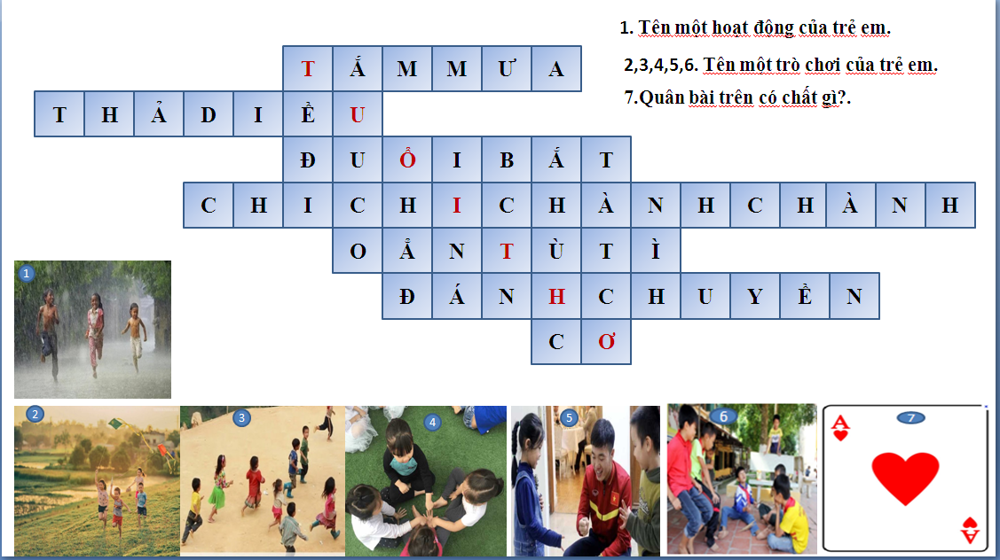 1. Tên một hoạt động của trẻ em.
2,3,4,5,6. Tên một trò chơi của trẻ em.
7.Quân bài trên có chất gì?.
T Ắ M M Ư A
T H Ả D I Ề U
Đ U Ổ I B Ắ T
C H I C H I C H À N H C H À N H
O Ẳ N T Ù T Ì
Đ Á N H C H U Y Ề N
C Ơ
1
2
3
4
5
6
7
A
A